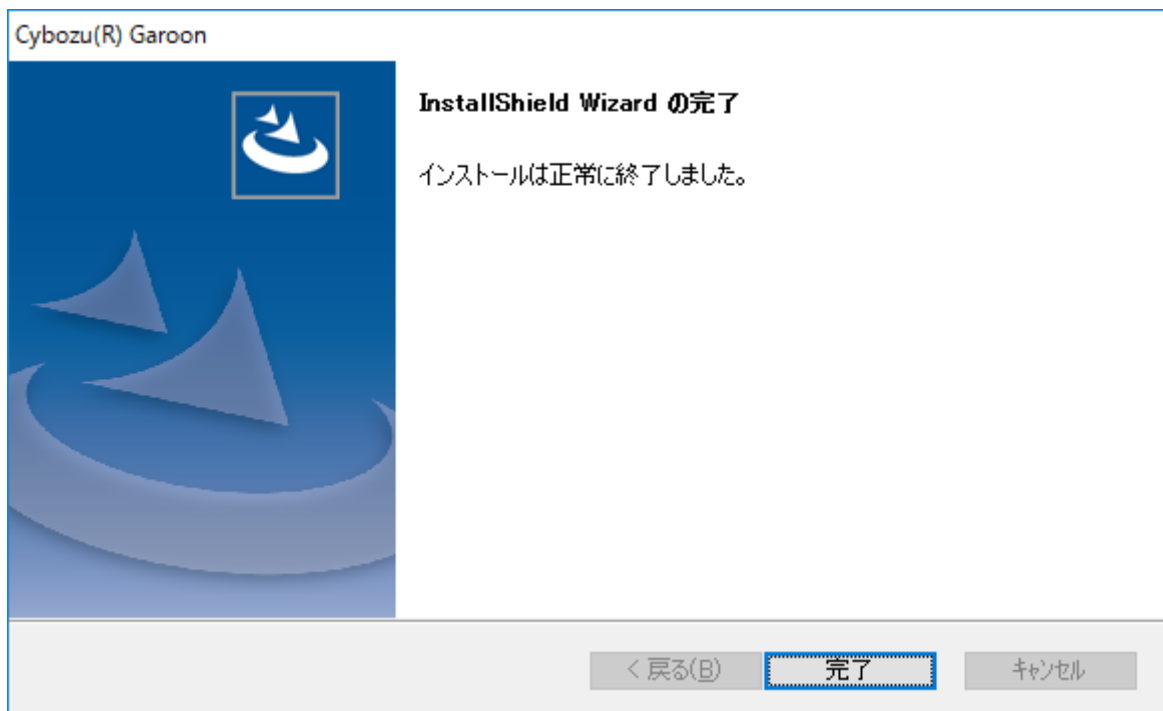 Cybozu(R) Garoon
InstallShield Wizard の完了
インストールは正常に終了しました。
< 戻る(B)
完了
キャンセル